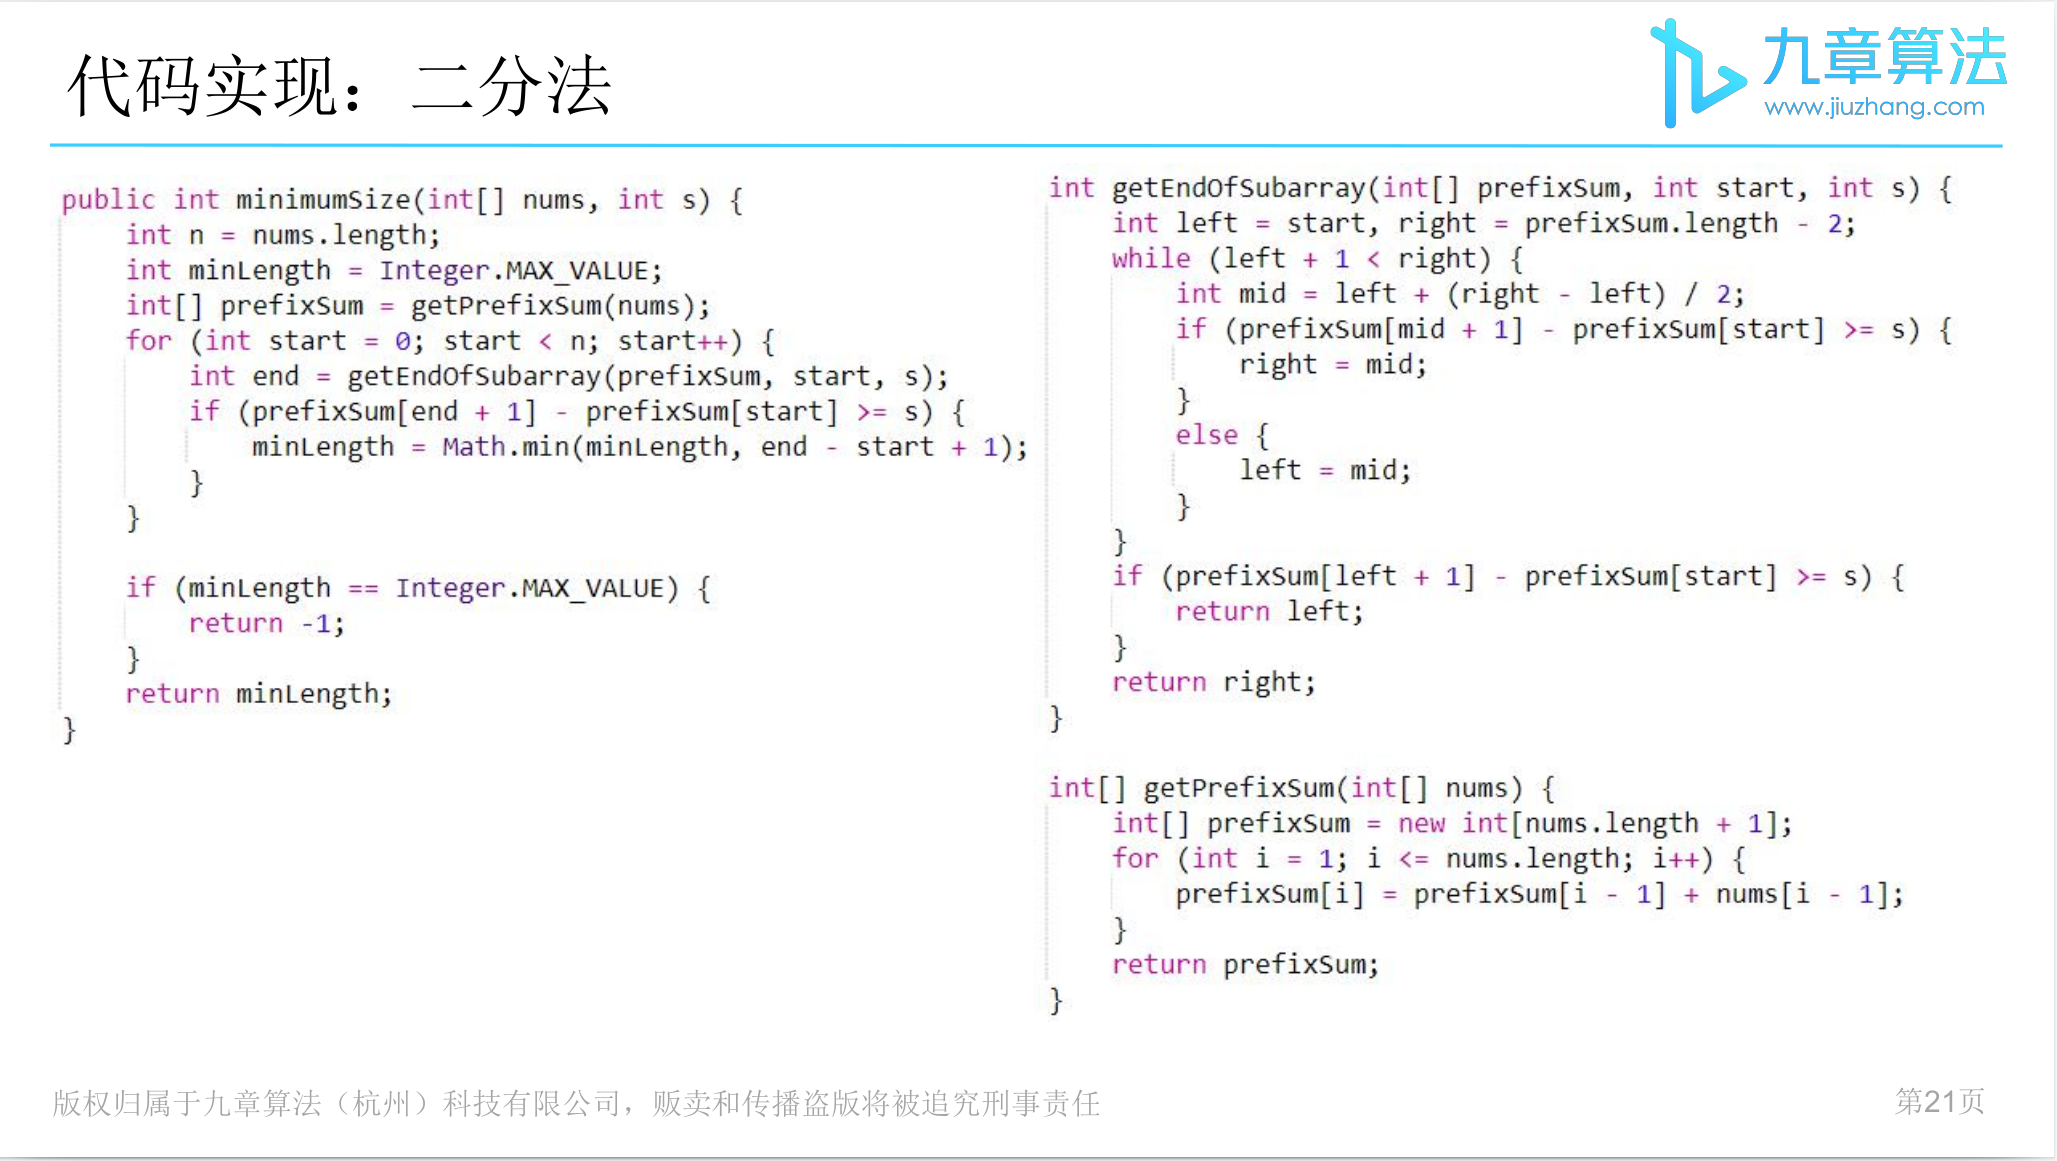 代码实现：二分法
九章算法
www.jiuzhang.com
public int minimumSize(int[] nums, int s) {
    int n = nums.length;
    int minLength = Integer.MAX_VALUE;
    int[] prefixSum = getPrefixSum(nums);
    for (int start = 0; start < n; start++) {
        int end = getEndOfSubarray(prefixSum, start, s);
        if (prefixSum[end + 1] - prefixSum[start] >= s) {
            minLength = Math.min(minLength, end - start + 1);
        }
    }

    if (minLength == Integer.MAX_VALUE) {
        return -1;
    }
    return minLength;
}
int getEndOfSubarray(int[] prefixSum, int start, int s) {
    int left = start, right = prefixSum.length - 2;
    while (left + 1 < right) {
        int mid = left + (right - left) / 2;
        if (prefixSum[mid + 1] - prefixSum[start] >= s) {
            right = mid;
        }
        else {
            left = mid;
        }
    }
    if (prefixSum[left + 1] - prefixSum[start] >= s) {
        return left;
    }
    return right;
}

int[] getPrefixSum(int[] nums) {
    int[] prefixSum = new int[nums.length + 1];
    for (int i = 1; i <= nums.length; i++) {
        prefixSum[i] = prefixSum[i - 1] + nums[i - 1];
    }
    return prefixSum;
}
版权归属于九章算法（杭州）科技有限公司，贩卖和传播盗版将被追究刑事责任
第21页